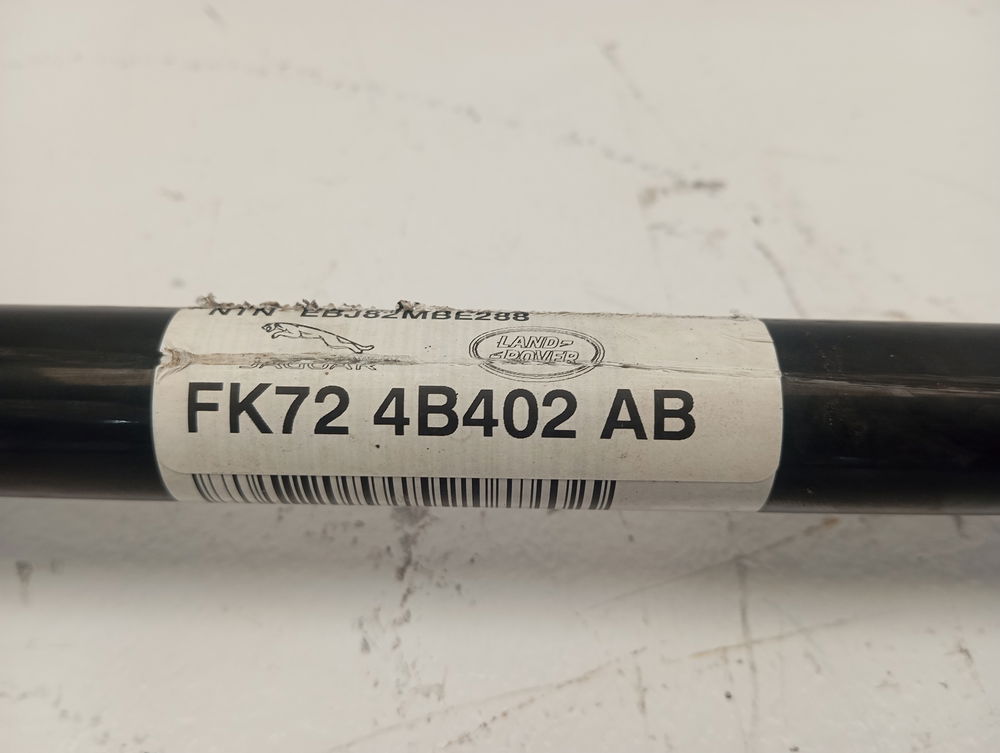 NTN EBJ82MBE288
JAGUAR
LAND-
ROVER
FK72 4B402 AB